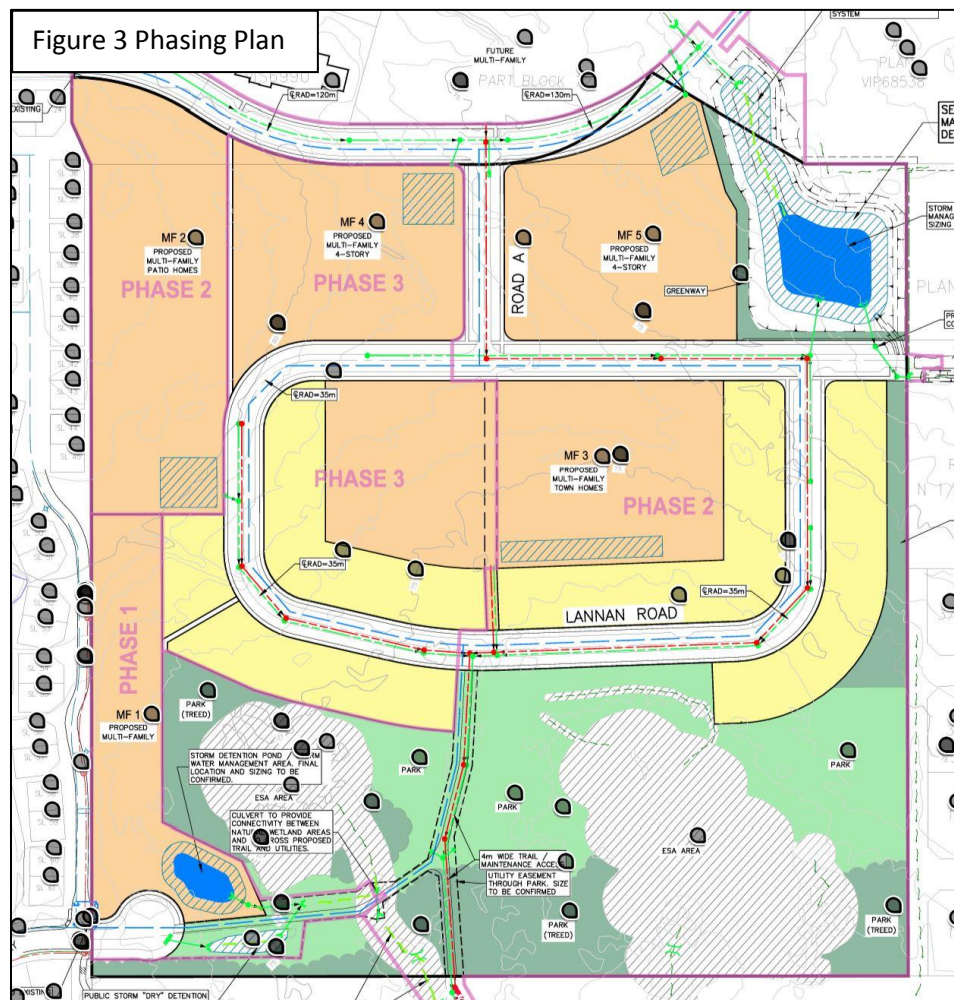 Figure 3 Phasing Plan
SYSTEM
FUTURE
MULTI-FAMILY
PART BLOCK
VIP68538
EXISTING
℄RAD=120m
℄RAD=130m
STORM
MANAG
SIZING
MF 2
PROPOSED
MULTI-FAMILY
PATIO HOMES
PHASE 2
MF 4
PROPOSED
MULTI-FAMILY
4-STORY
PHASE 3
ROAD A
MF 5
PROPOSED
MULTI-FAMILY
4-STORY
GREENWAY
PLAN
℄RAD=35m
PHASE 3
MF 3
PROPOSED
MULTI-FAMILY
TOWN HOMES
PHASE 2
℄RAD=35m
LANNAN ROAD
℄RAD=35m
PHASE 1
MF 1
PROPOSED
MULTI-FAMILY
PARK
(TREED)
STORM DETENTION POND
WATER MANAGEMENT AREA. FINAL
LOCATION AND SIZING TO BE
CONFIRMED.
ESA AREA
CULVERT TO PROVIDE
CONNECTIVITY BETWEEN
WETLAND AREAS
AND PROPOSED
TRAIL UTILITIES.
PARK
PARK
PARK
PARK
ESA AREA
4m WIDE TRAIL /
MAINTENANCE
UTILITY EASEMENT
THROUGH PARK. SIZE
TO BE CONFIRMED
PARK
(TREED)
PARK
(TREED)
PUBLIC STORM "DRY" DETENTION